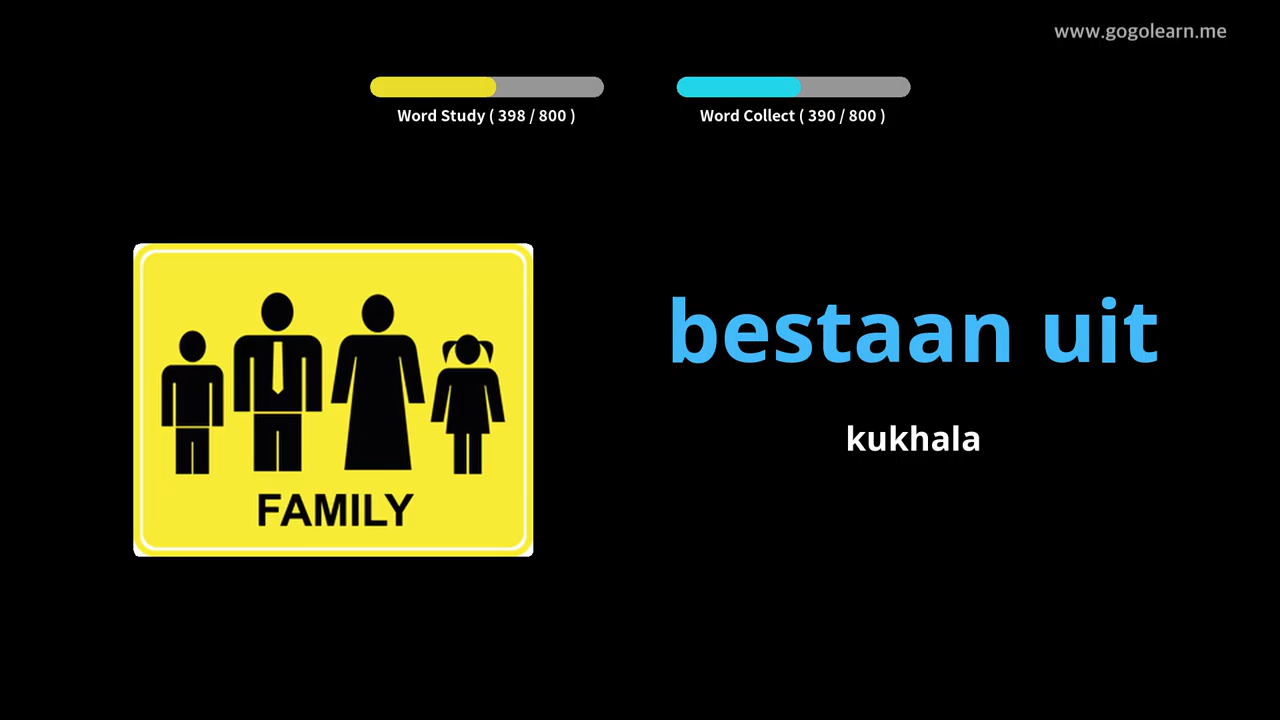 www.gogolearn.me
Word Study ( 398 / 800 )
Word Collect ( 390 / 800 )
FAMILY
bestaan uit
kukhala